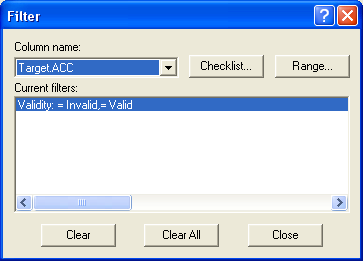 Filter
Column name:
Target.ACC
Checklist...
Range...
Current filters:
Validity: = Invalid,= Valid
Clear
Clear All
Close